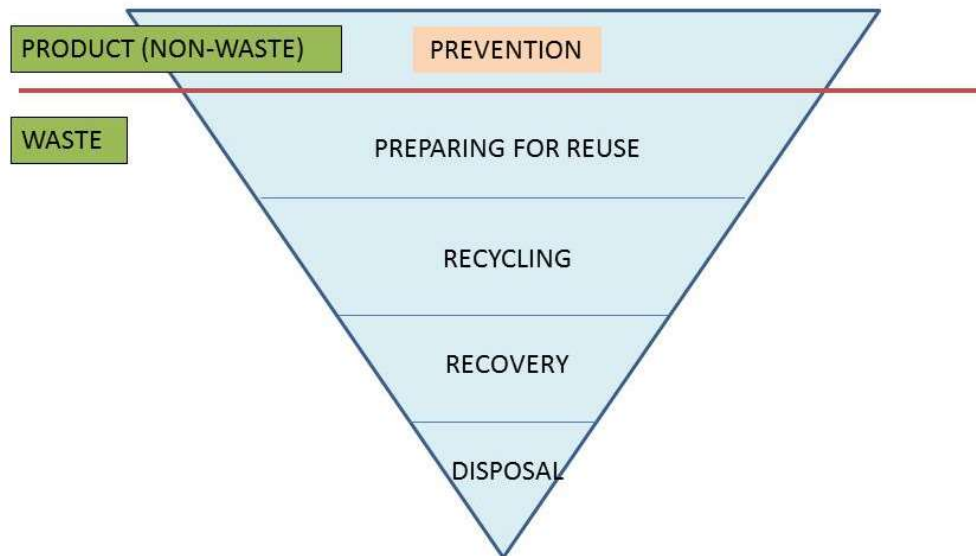 PRODUCT (NON-WASTE)
PREVENTION
WASTE
PREPARING FOR REUSE
RECYCLING
RECOVERY
DISPOSAL